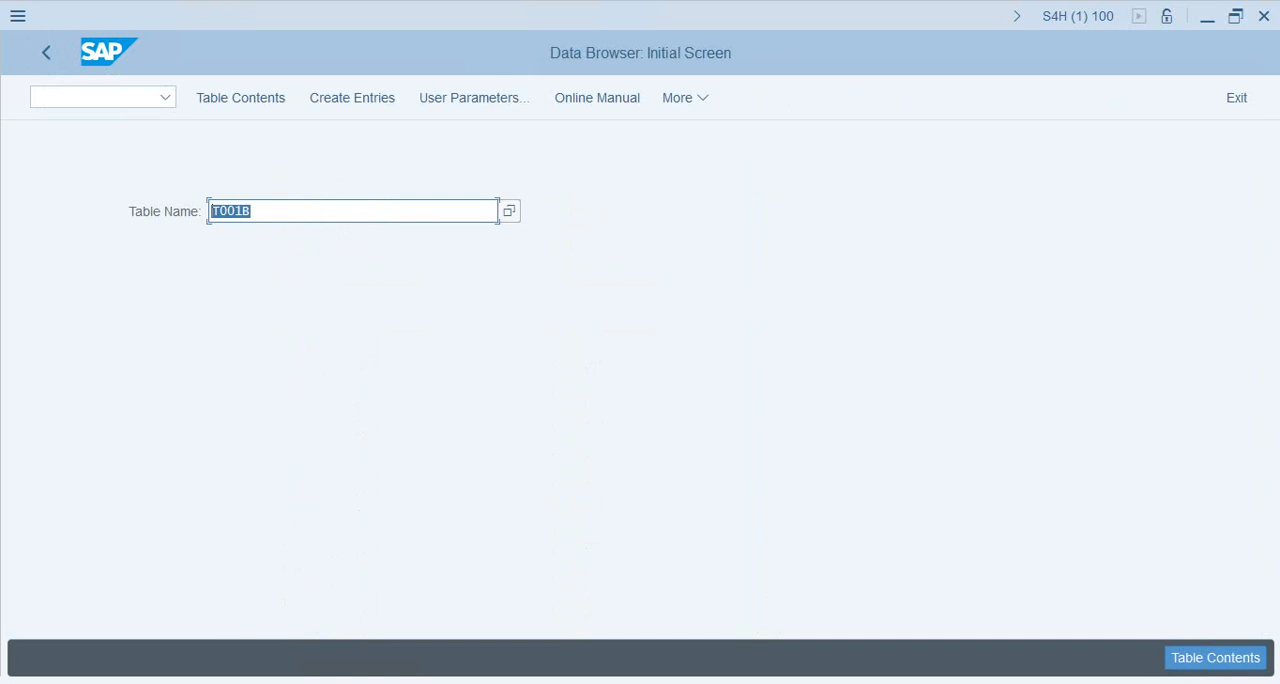 S4H (1) 100
SAP
Data Browser: Initial Screen
Table Contents
Create Entries
User Parameters...
Online Manual
More
Exit
Table Name: T001B
Table Contents